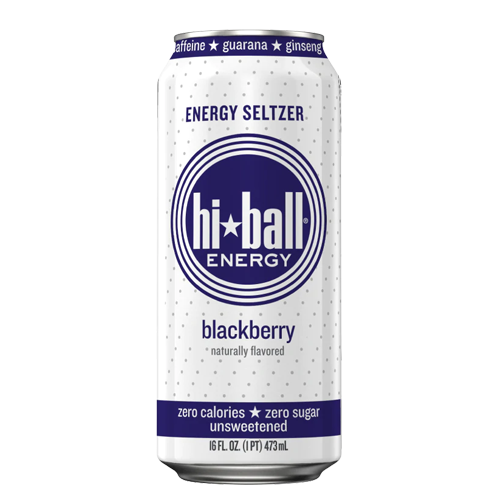 caffeine ★ guarana ★ ginseng
ENERGY SELTZER
hi★ball®
ENERGY
blackberry
naturally flavored
zero calories ★ zero sugar
unsweetened
16 FL. OZ. (1 PT) 473mL